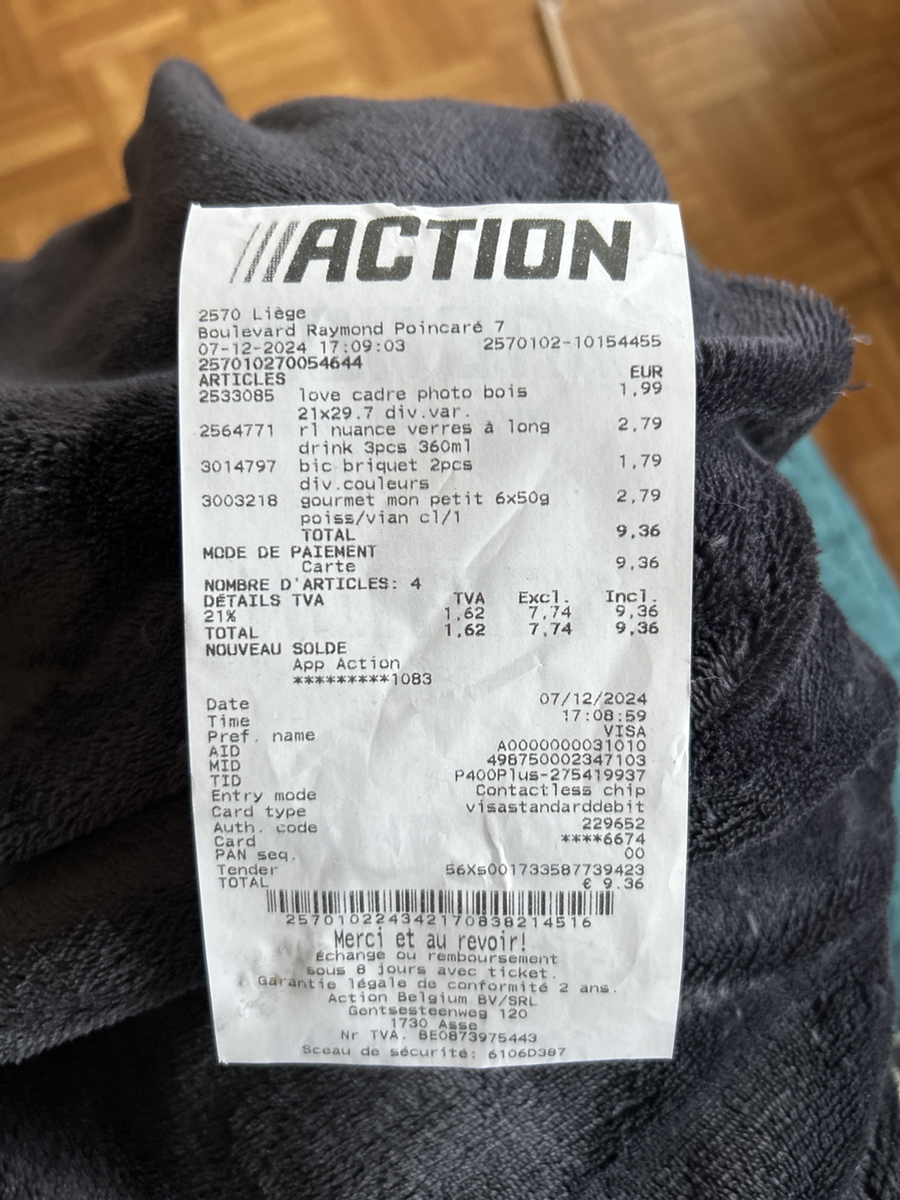 ///ACTION
2570 Liège
Boulevard Raymond Poincaré 7
07-12-2024 17:09:03 2570102-10154455
257010270054644
ARTICLES EUR
2533085 love cadre photo bois 1,99
21x29.7 div.var.
2564771 rl nuance verres à long 2,79
drink 3pcs 360ml
3014797 bic briquet 2pcs 1,79
div.couleurs
3003218 gourmet mon petit 6x50g 2,79
poiss/vian cl/1
TOTAL 9,36
MODE DE PAIEMENT
Carte 9,36
NOMBRE D'ARTICLES: 4
DÉTAILS TVA TVA Excl. Incl.
21% 1,62 7,74 9,36
TOTAL 1,62 7,74 9,36
NOUVEAU SOLDE
App Action
*********1083
Date 07/12/2024
Time 17:08:59
Pref. name VISA
AID A0000000031010
MID 498750002347103
TID P400Plus-275419937
Entry mode Contactless chip
Card type visastandarddebit
Auth. code 229652
Card ****6674
PAN seq. 00
Tender 56Xs001733587739423
TOTAL € 9.36
257010224342170838214516
Merci et au revoir!
Échange ou remboursement
sous 8 jours avec ticket.
Garantie légale de conformité 2 ans.
Action Belgium BV/SRL
Gentsesteenweg 120
1730 Asse
Nr TVA. BE0873975443
Sceau de sécurité: 6106D387